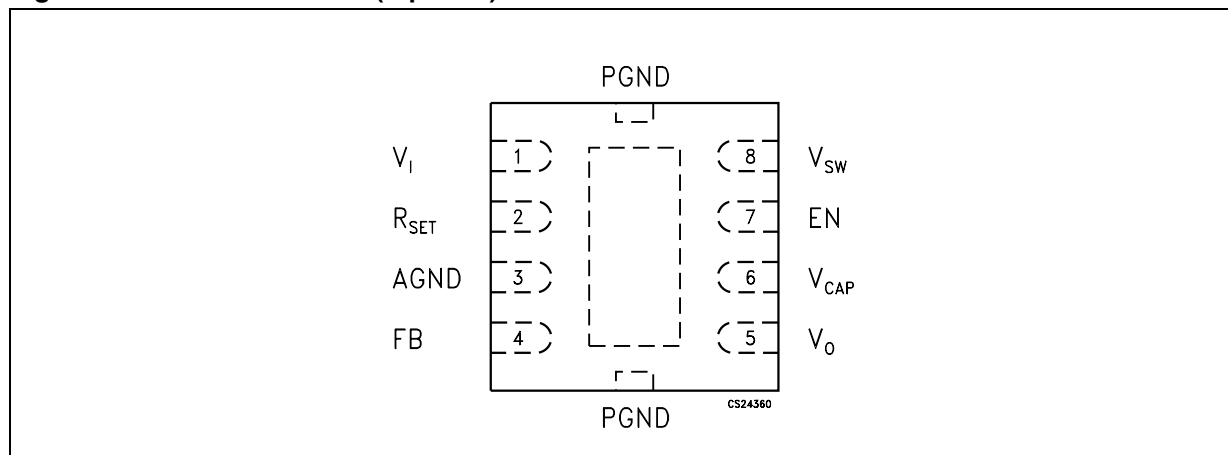 PGND
V_I 1 8 V_SW
R_SET 2 7 EN
AGND 3 6 V_CAP
FB 4 5 V_O
CS24360
PGND